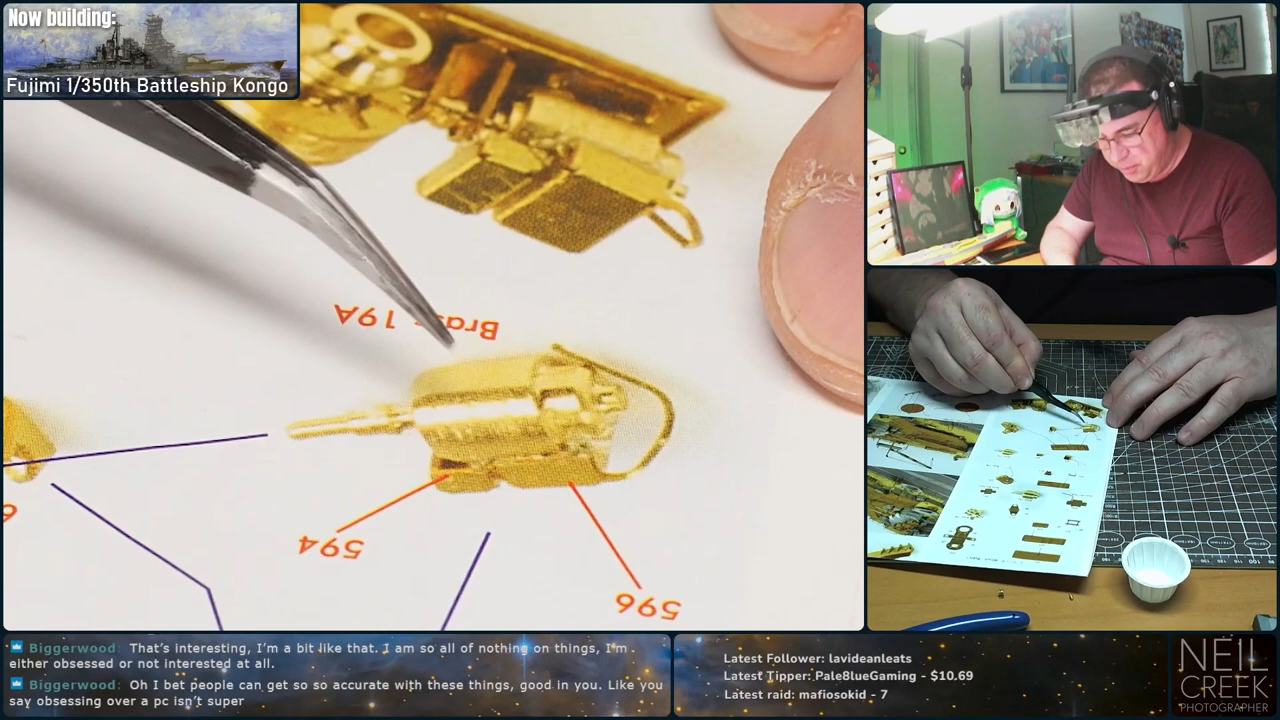 Now building:
Fujimi 1/350th Battleship Kongo
Brass 19A
594
596
Biggerwood: That's interesting, I'm a bit like that. I am so all of nothing on things, I'm
either obsessed or not interested at all.
Biggerwood: Oh I bet people can get so so accurate with these things, good in you. Like you
say obsessing over a pc isn't super
Latest Follower: lavideanleats
Latest Tipper: PaleBlueGaming - $10.69
Latest raid: mafiosokid - 7
NEIL
CREEK
PHOTOGRAPHER